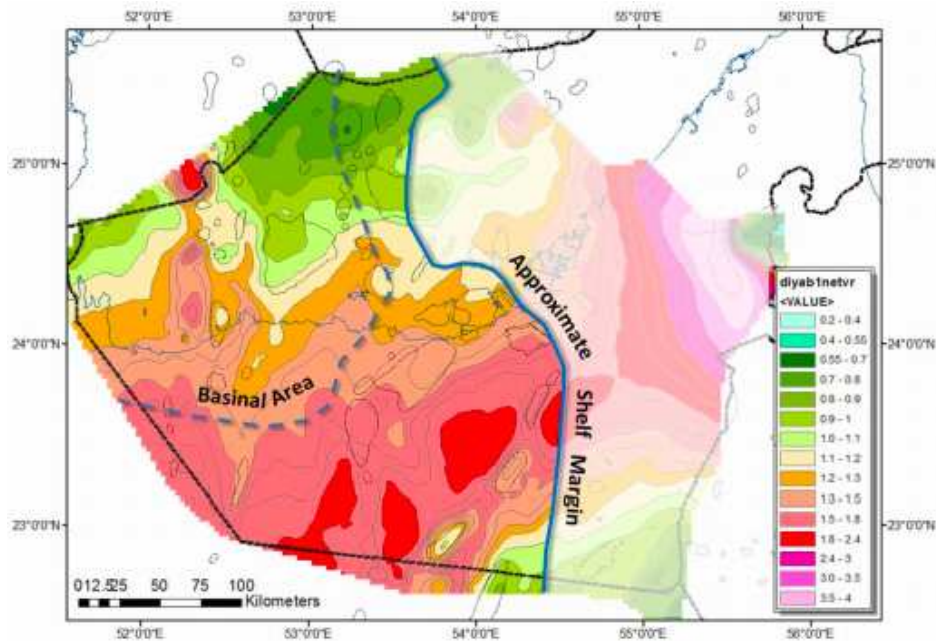 52°0'0"E 53°0'0"E 54°0'0"E 55°0'0"E 56°0'0"E
25°0'0"N
24°0'0"N
23°0'0"N
25°0'0"N
24°0'0"N
23°0'0"N
Approximate Shelf Margin
Basinal Area
diyab1netvr
<VALUE>
0.2 - 0.4
0.4 - 0.55
0.55 - 0.7
0.7 - 0.8
0.8 - 0.9
0.9 - 1
1.0 - 1.1
1.1 - 1.2
1.2 - 1.3
1.3 - 1.5
1.5 - 1.8
1.8 - 2.4
2.4 - 3
3.0 - 3.5
3.5 - 4
012.525 50 75 100
Kilometers
52°0'0"E 53°0'0"E 54°0'0"E 55°0'0"E 56°0'0"E